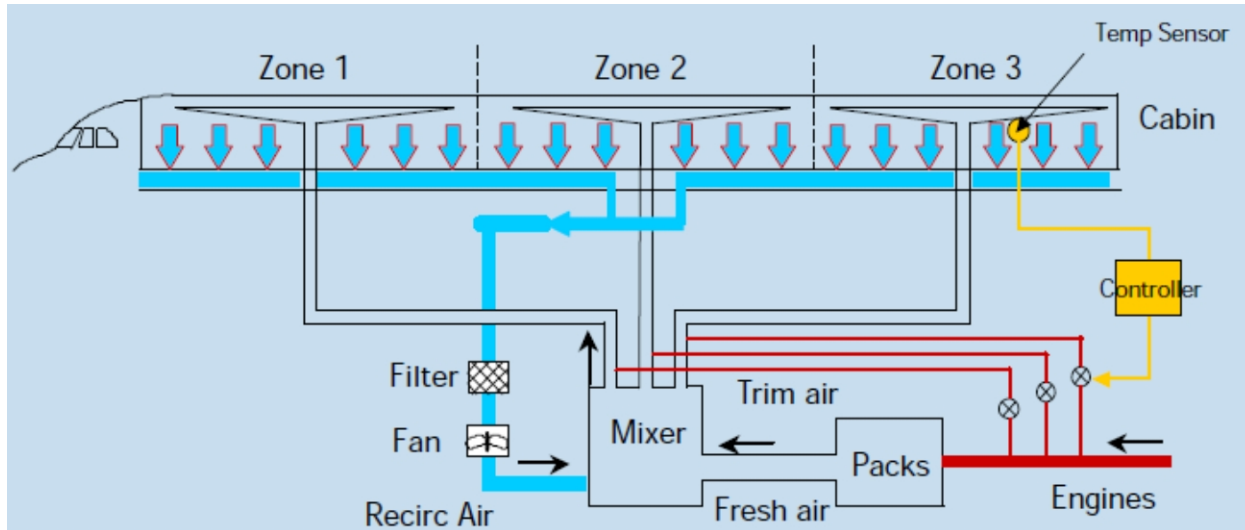 Temp Sensor
Zone 1
Zone 2
Zone 3
Cabin
Controller
Filter
Trim air
Mixer
Fan
Packs
Recirc Air
Fresh air
Engines